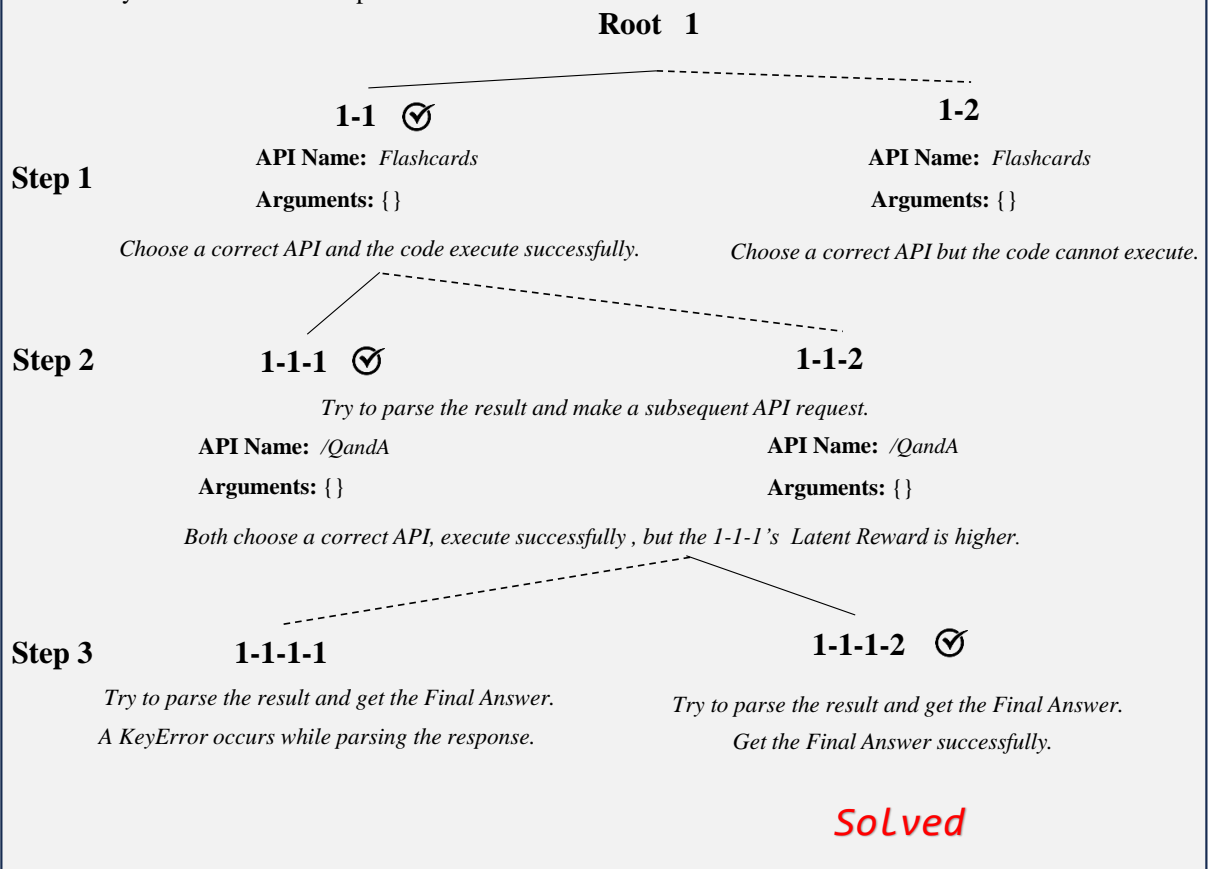 Root 1
1-1
1-2
API Name: Flashcards
API Name: Flashcards
Step 1
Arguments: {}
Arguments: {}
Choose a correct API and the code execute successfully.
Choose a correct API but the code cannot execute.
Step 2
1-1-1
1-1-2
Try to parse the result and make a subsequent API request.
API Name: /QandA
API Name: /QandA
Arguments: {}
Arguments: {}
Both choose a correct API, execute successfully , but the 1-1-1's Latent Reward is higher.
Step 3
1-1-1-1
1-1-1-2
Try to parse the result and get the Final Answer.
Try to parse the result and get the Final Answer.
A KeyError occurs while parsing the response.
Get the Final Answer successfully.
Solved